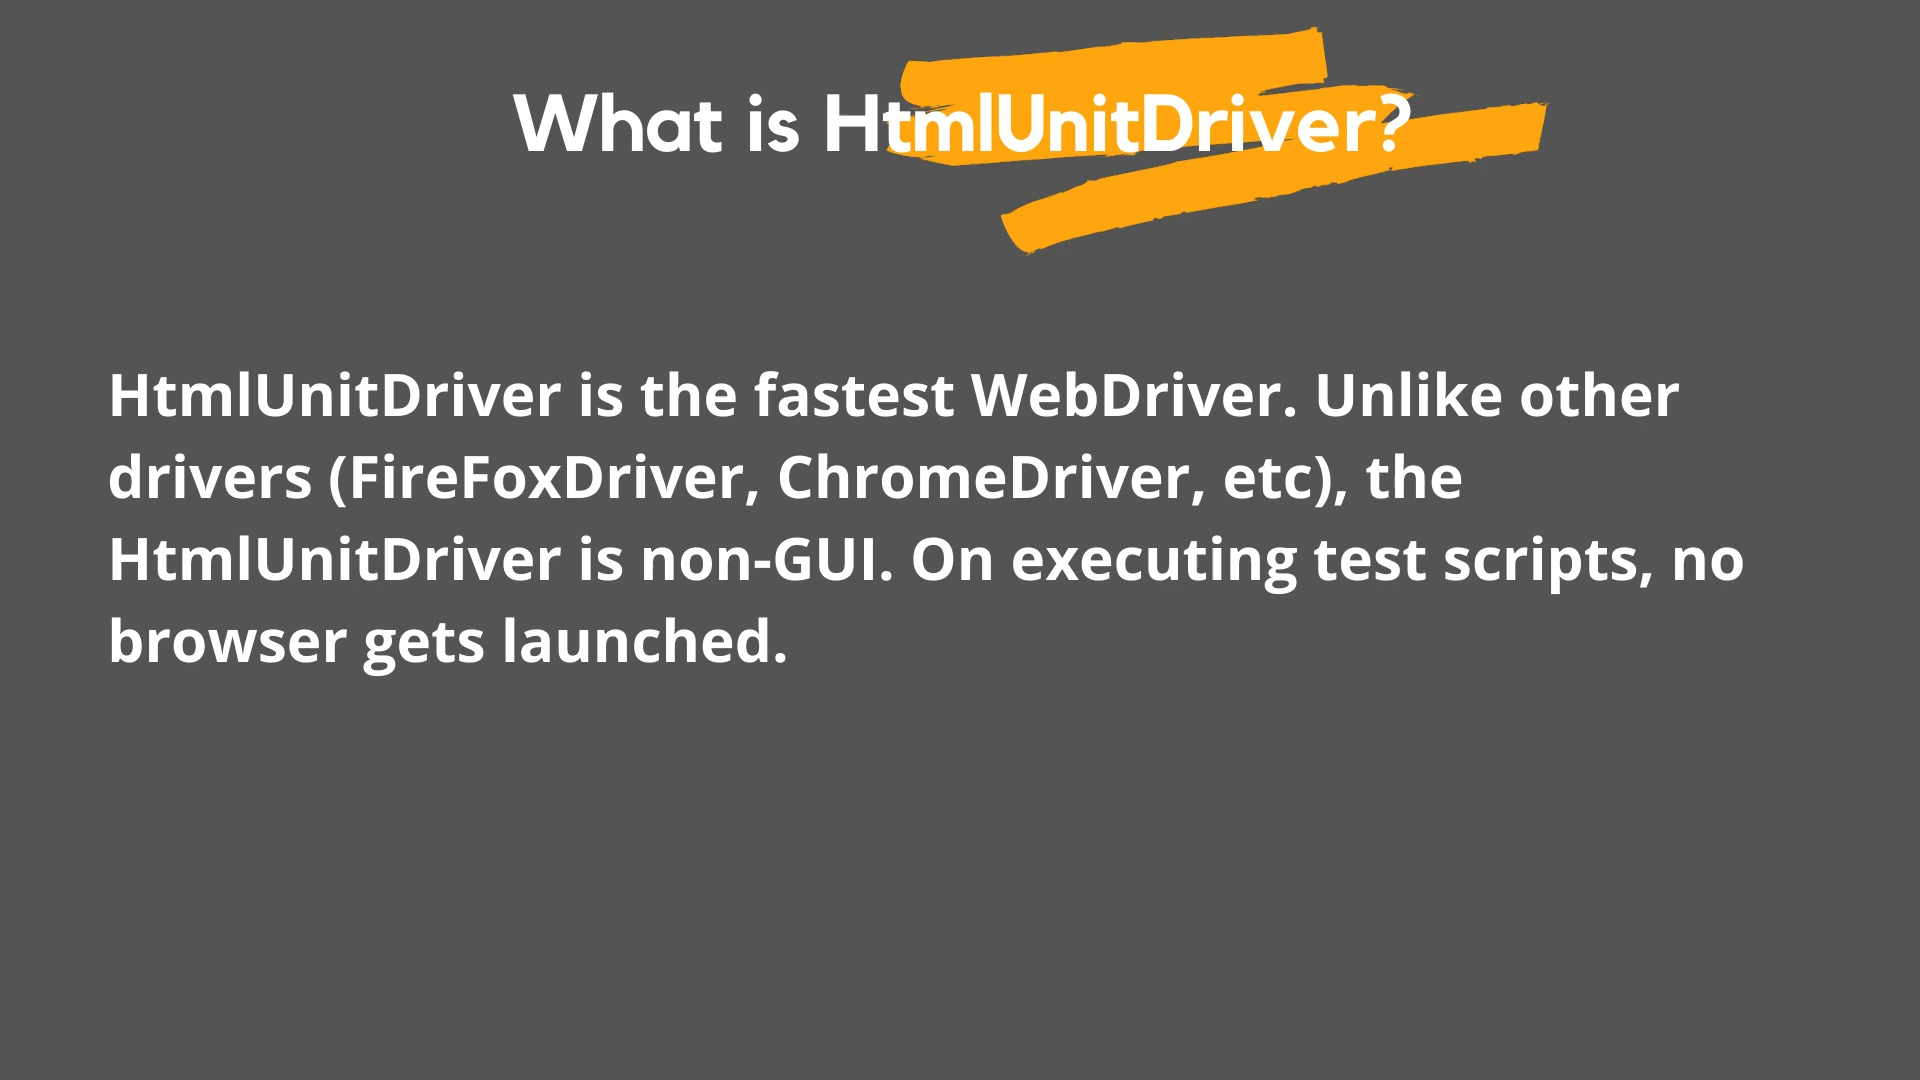 What is HtmlUnitDriver?
HtmlUnitDriver is the fastest WebDriver. Unlike other
drivers (FireFoxDriver, ChromeDriver, etc), the
HtmlUnitDriver is non-GUI. On executing test scripts, no
browser gets launched.